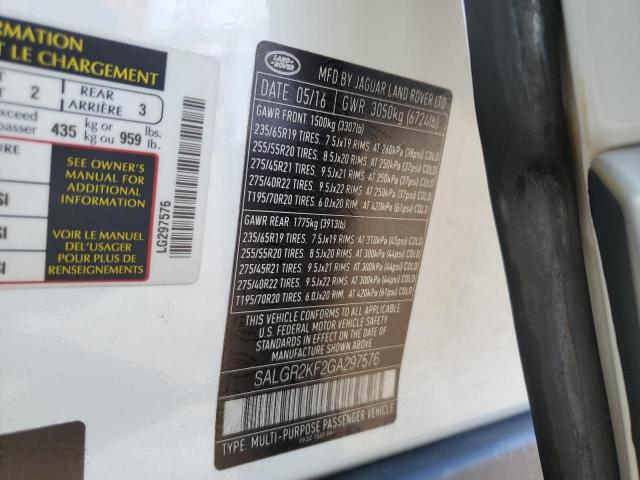 RMATION
LE CHARGEMENT
2
REAR
ARRIÈRE
3
exceed
passer
435
kg or
kg ou
959
lbs.
lb.
SEE OWNER'S
MANUAL FOR
ADDITIONAL
INFORMATION
VOIR LE MANUEL
DEL'USAGER
POUR PLUS DE
RENSEIGNEMENTS
LG297576
LAND
ROVER
MFD BY JAGUAR LAND ROVER LTD
DATE: 05/16 GWR: 3050kg (6724lb)
GAWR FRONT 1500kg (3307lb)
235/65R19 TIRES. 7.5Jx19 RIMS AT 260kPa (38psi) COLD
255/55R20 TIRES. 8.5Jx20 RIMS AT 250kPa (37psi) COLD
275/45R21 TIRES. 9.5Jx21 RIMS AT 250kPa (37psi) COLD
275/40R22 TIRES. 9.5Jx22 RIMS AT 250kPa (37psi) COLD
T195/70R20 TIRES. 6.0Jx20 RIM. AT 420kPa (61psi) COLD
GAWR REAR: 1775kg (3913lb)
235/65R19 TIRES. 7.5Jx19 RIMS AT 310kPa (45psi) COLD
255/55R20 TIRES. 8.5Jx20 RIMS AT 300kPa (44psi) COLD
275/45R21 TIRES. 9.5Jx21 RIMS AT 300kPa (44psi) COLD
275/40R22 TIRES. 9.5Jx22 RIMS AT 300kPa (44psi) COLD
T195/70R20 TIRES. 6.0Jx20 RIM. AT 420kPa (61psi) COLD
THIS VEHICLE CONFORMS TO ALL APPLICABLE
U.S. FEDERAL MOTOR VEHICLE SAFETY
STANDARDS IN EFFECT ON THE DATE OF
MANUFACTURE SHOWN ABOVE.
SALGR2KF2GA297576
TYPE: MULTI-PURPOSE PASSENGER VEHICLE